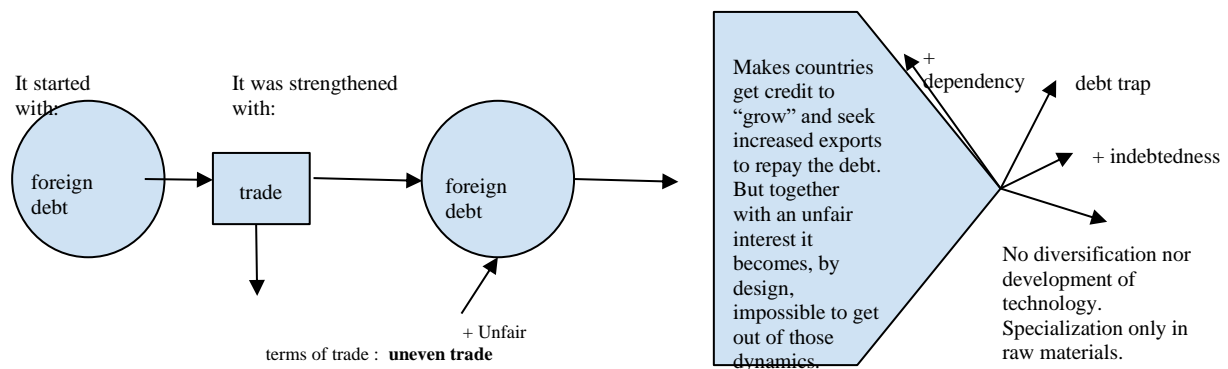 It started
with:
It was strengthened
with:
foreign
debt
trade
foreign
debt
+ Unfair
terms of trade : uneven trade
Makes countries
get credit to
“grow” and seek
increased exports
to repay the debt.
But together
with an unfair
interest it
becomes, by
design,
impossible to get
out of those
dynamics.
+
dependency
debt trap
+ indebtedness
No diversification nor
development of
technology.
Specialization only in
raw materials.